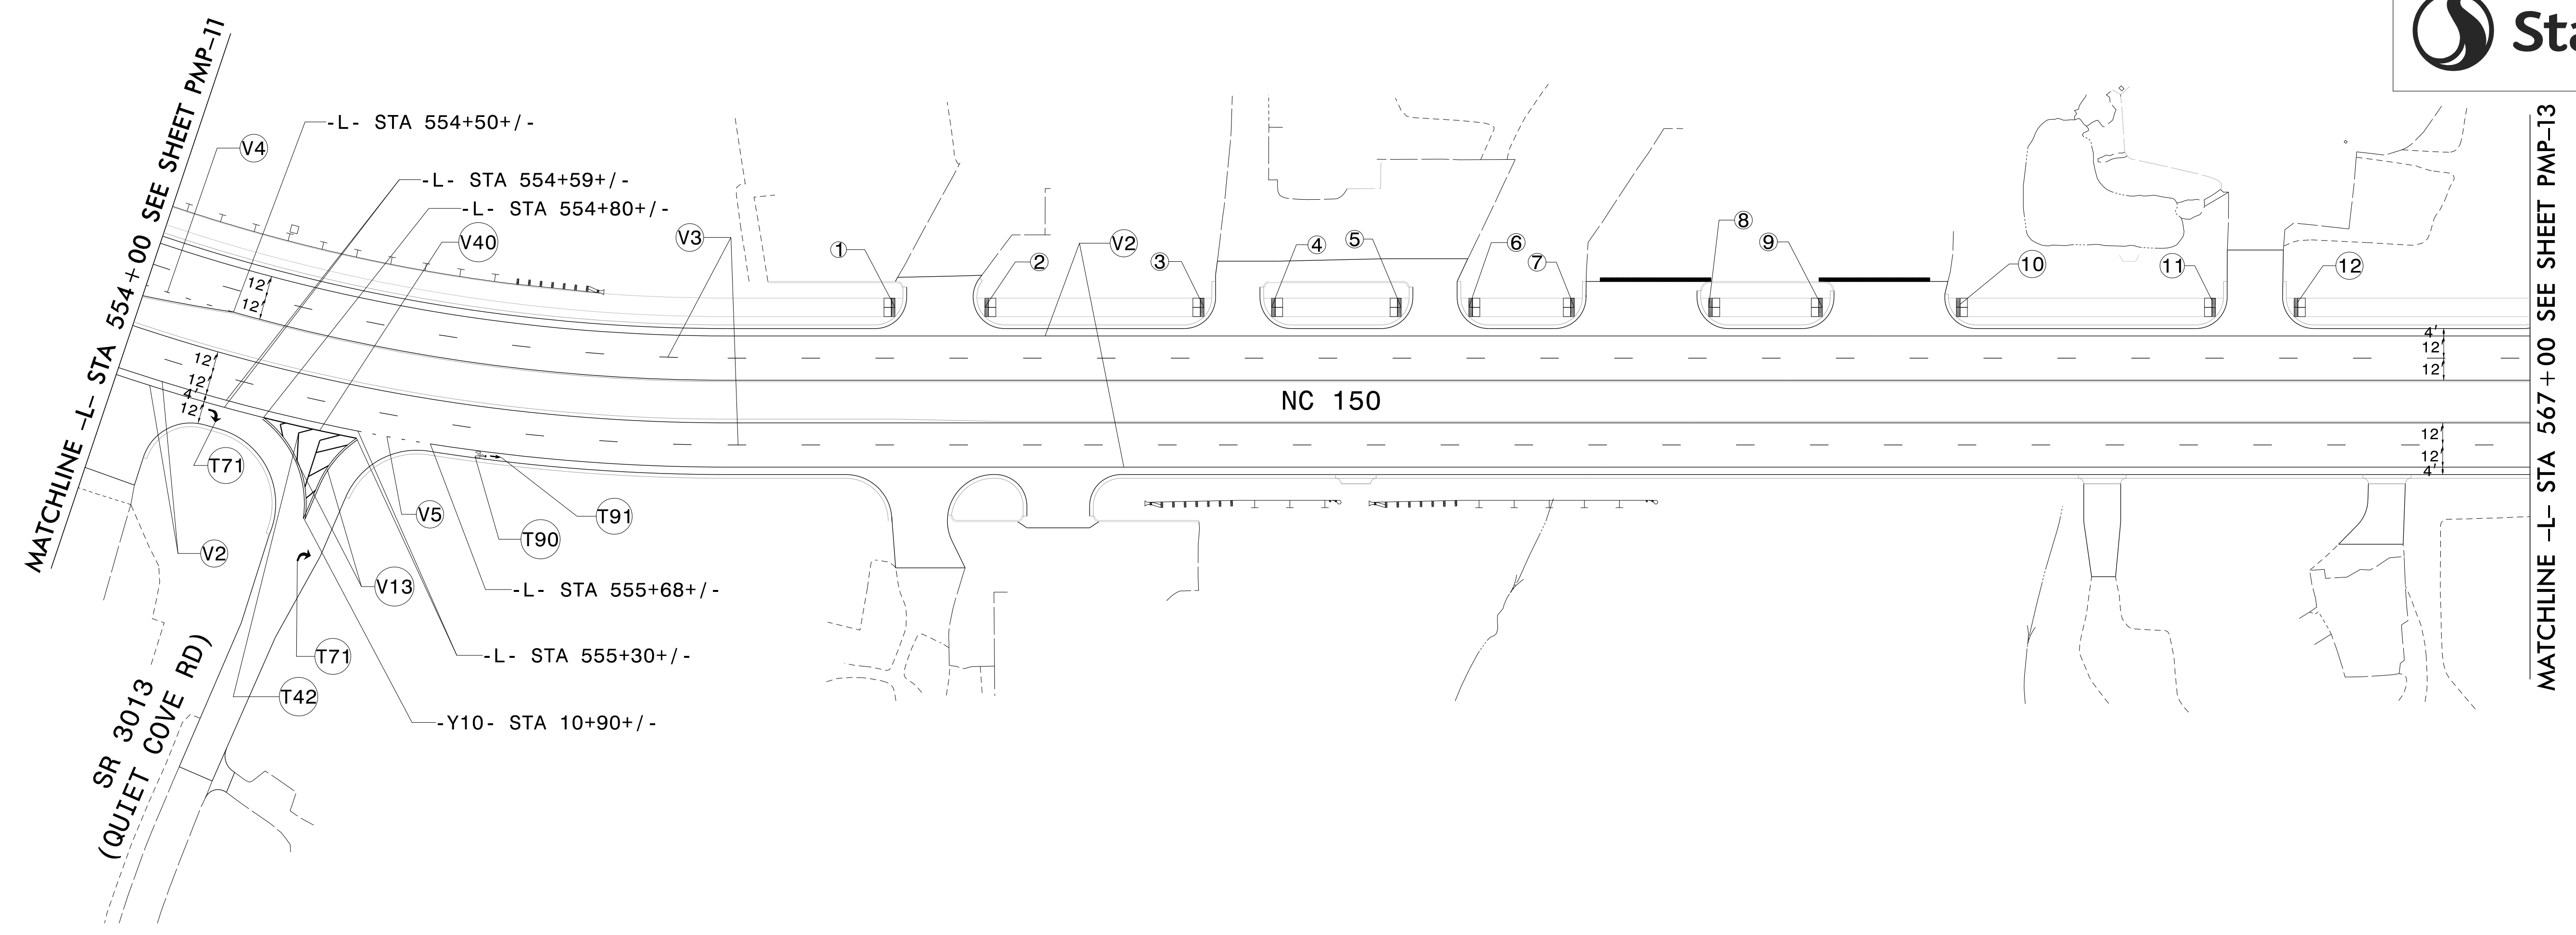 MATCHLINE -L- STA 554+00 SEE SHEET PMP-11
-L- STA 554+50+/-
V4
-L- STA 554+59+/-
-L- STA 554+80+/-
V40
V3
V2
1
2
3
4
5
6
7
8
9
10
11
12
12'
12'
12'
12'
4'
12'
4'
12'
12'
NC 150
12'
12'
4'
T71
V2
V13
V5
T90
T91
-L- STA 555+68+/-
-L- STA 555+30+/-
T71
T42
-Y10- STA 10+90+/-
SR 3013
(QUIET COVE RD)
MATCHLINE -L- STA 567+00 SEE SHEET PMP-13